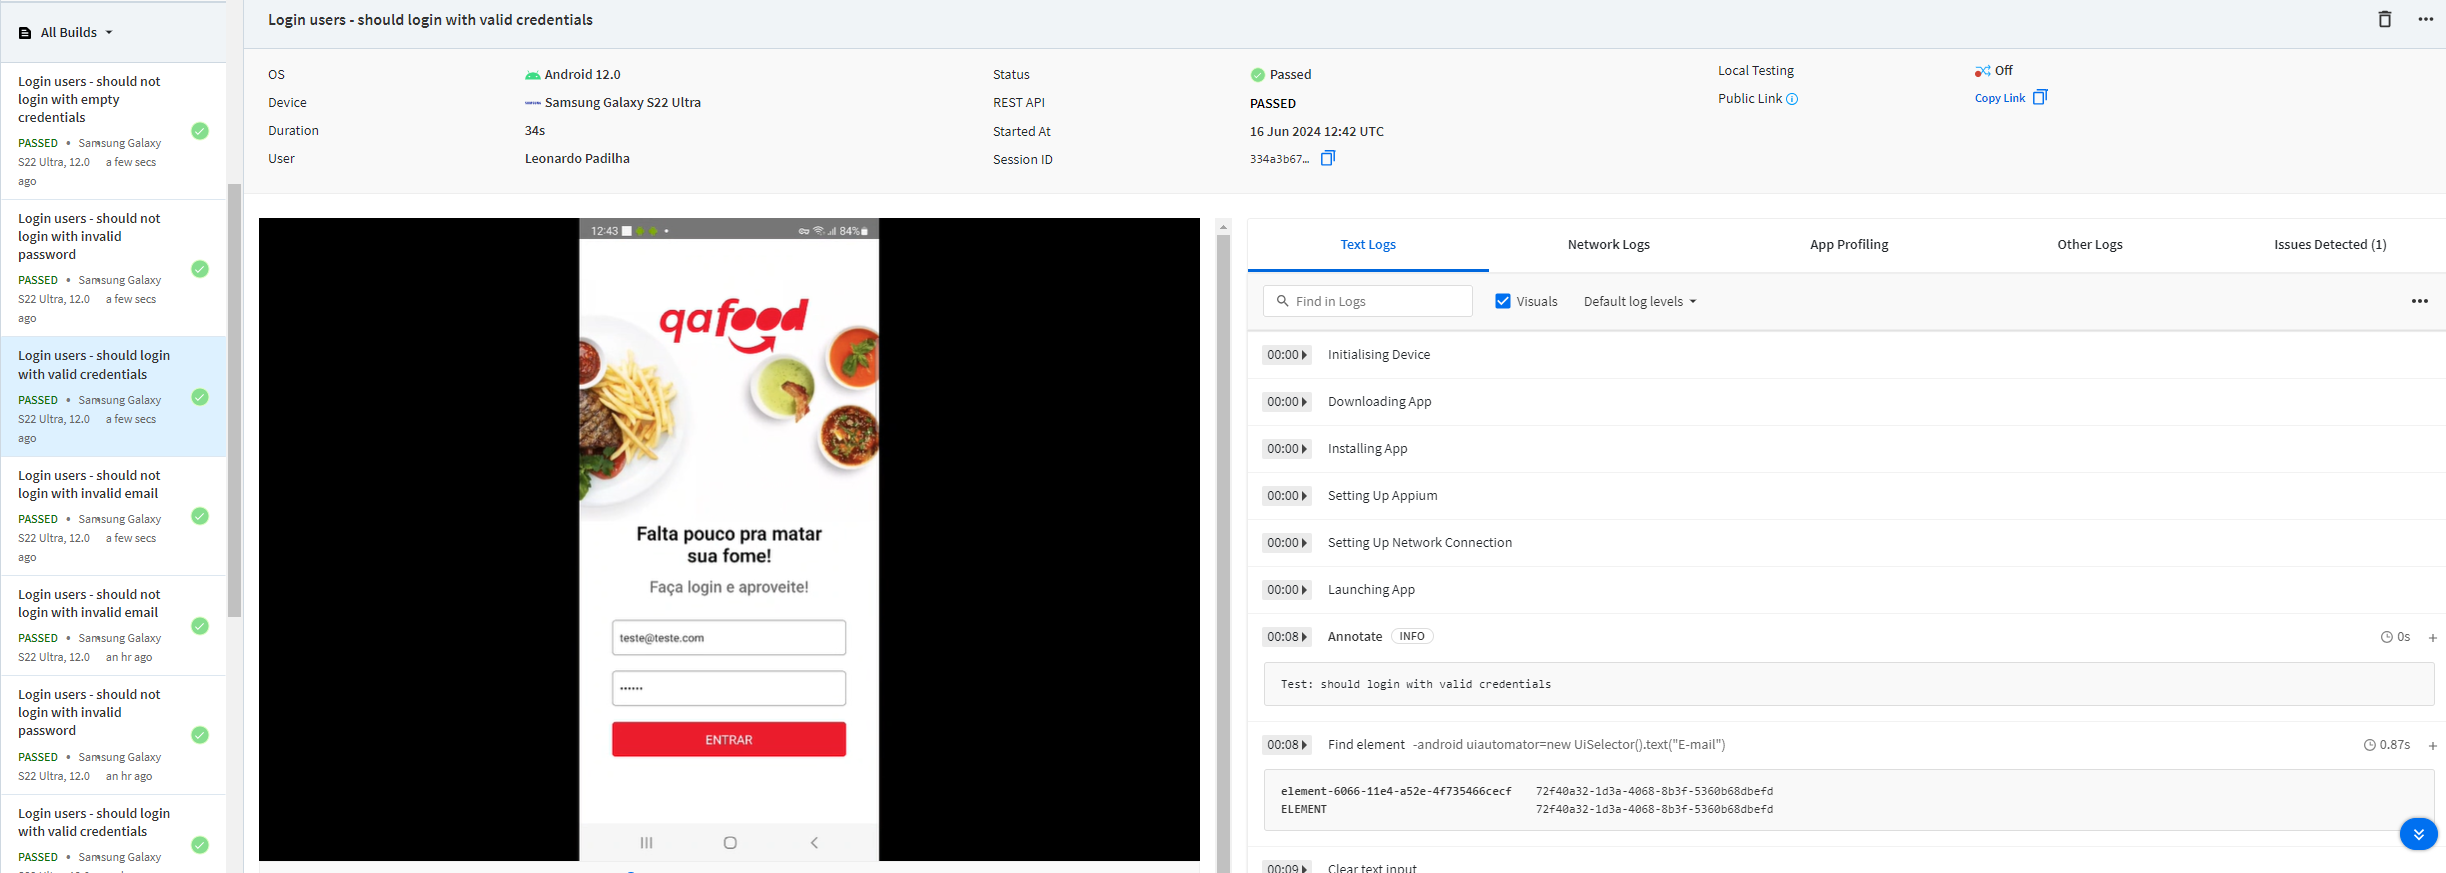 All Builds
Login users - should not
login with empty
credentials
PASSED • Samsung Galaxy
S22 Ultra, 12.0 a few secs
ago
Login users - should not
login with invalid
password
PASSED • Samsung Galaxy
S22 Ultra, 12.0 a few secs
ago
Login users - should login
with valid credentials
PASSED • Samsung Galaxy
S22 Ultra, 12.0 a few secs
ago
Login users - should not
login with invalid email
PASSED • Samsung Galaxy
S22 Ultra, 12.0 a few secs
ago
Login users - should not
login with invalid email
PASSED • Samsung Galaxy
S22 Ultra, 12.0 an hr ago
Login users - should not
login with invalid
password
PASSED • Samsung Galaxy
S22 Ultra, 12.0 an hr ago
Login users - should login
with valid credentials
PASSED • Samsung Galaxy
Login users - should login with valid credentials
OS Android 12.0
Device Samsung Galaxy S22 Ultra
Duration 34s
User Leonardo Padilha
Status Passed
REST API PASSED
Started At 16 Jun 2024 12:42 UTC
Session ID 334a3b67...
Local Testing Off
Public Link Copy Link
12:43 84%
qafood
Falta pouco pra matar
sua fome!
Faça login e aproveite!
teste@teste.com
••••••
ENTRAR
Text Logs Network Logs App Profiling Other Logs Issues Detected (1)
Find in Logs Visuals Default log levels
00:00 Initialising Device
00:00 Downloading App
00:00 Installing App
00:00 Setting Up Appium
00:00 Setting Up Network Connection
00:00 Launching App
00:08 Annotate INFO 0s +
Test: should login with valid credentials
00:08 Find element -android uiautomator=new UiSelector().text("E-mail") 0.87s +
element-6066-11e4-a52e-4f735466cecf 72f40a32-1d3a-4068-8b3f-5360b68dbefd
ELEMENT 72f40a32-1d3a-4068-8b3f-5360b68dbefd
00:09 Clear text input